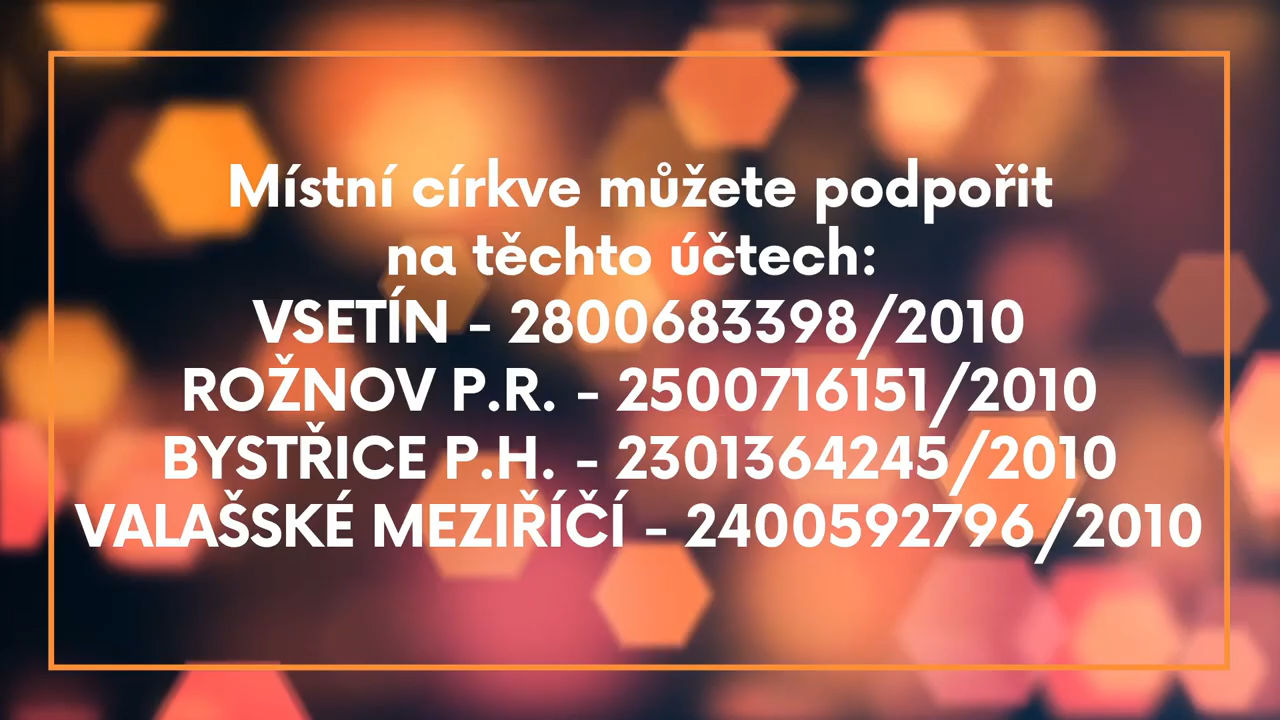 Místní církve můžete podpořit
na těchto účtech:
VSETÍN - 2800683398/2010
ROŽNOV P.R. - 2500716151/2010
BYSTŘICE P.H. - 2301364245/2010
VALAŠSKÉ MEZIŘÍČÍ - 2400592796/2010